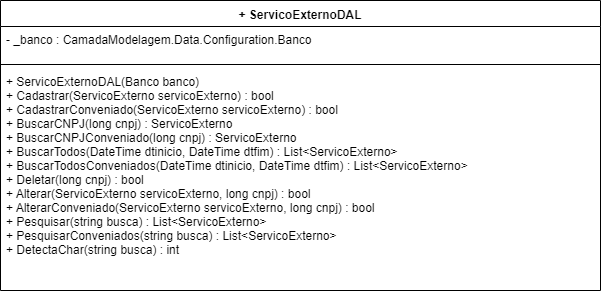 + ServicoExternoDAL
- _banco : CamadaModelagem.Data.Configuration.Banco
+ ServicoExternoDAL(Banco banco)
+ Cadastrar(ServicoExterno servicoExterno) : bool
+ CadastrarConveniado(ServicoExterno servicoExterno) : bool
+ BuscarCNPJ(long cnpj) : ServicoExterno
+ BuscarCNPJConveniado(long cnpj) : ServicoExterno
+ BuscarTodos(DateTime dtinicio, DateTime dtfim) : List<ServicoExterno>
+ BuscarTodosConveniados(DateTime dtinicio, DateTime dtfim) : List<ServicoExterno>
+ Deletar(long cnpj) : bool
+ Alterar(ServicoExterno servicoExterno, long cnpj) : bool
+ AlterarConveniado(ServicoExterno servicoExterno, long cnpj) : bool
+ Pesquisar(string busca) : List<ServicoExterno>
+ PesquisarConveniados(string busca) : List<ServicoExterno>
+ DetectaChar(string busca) : int